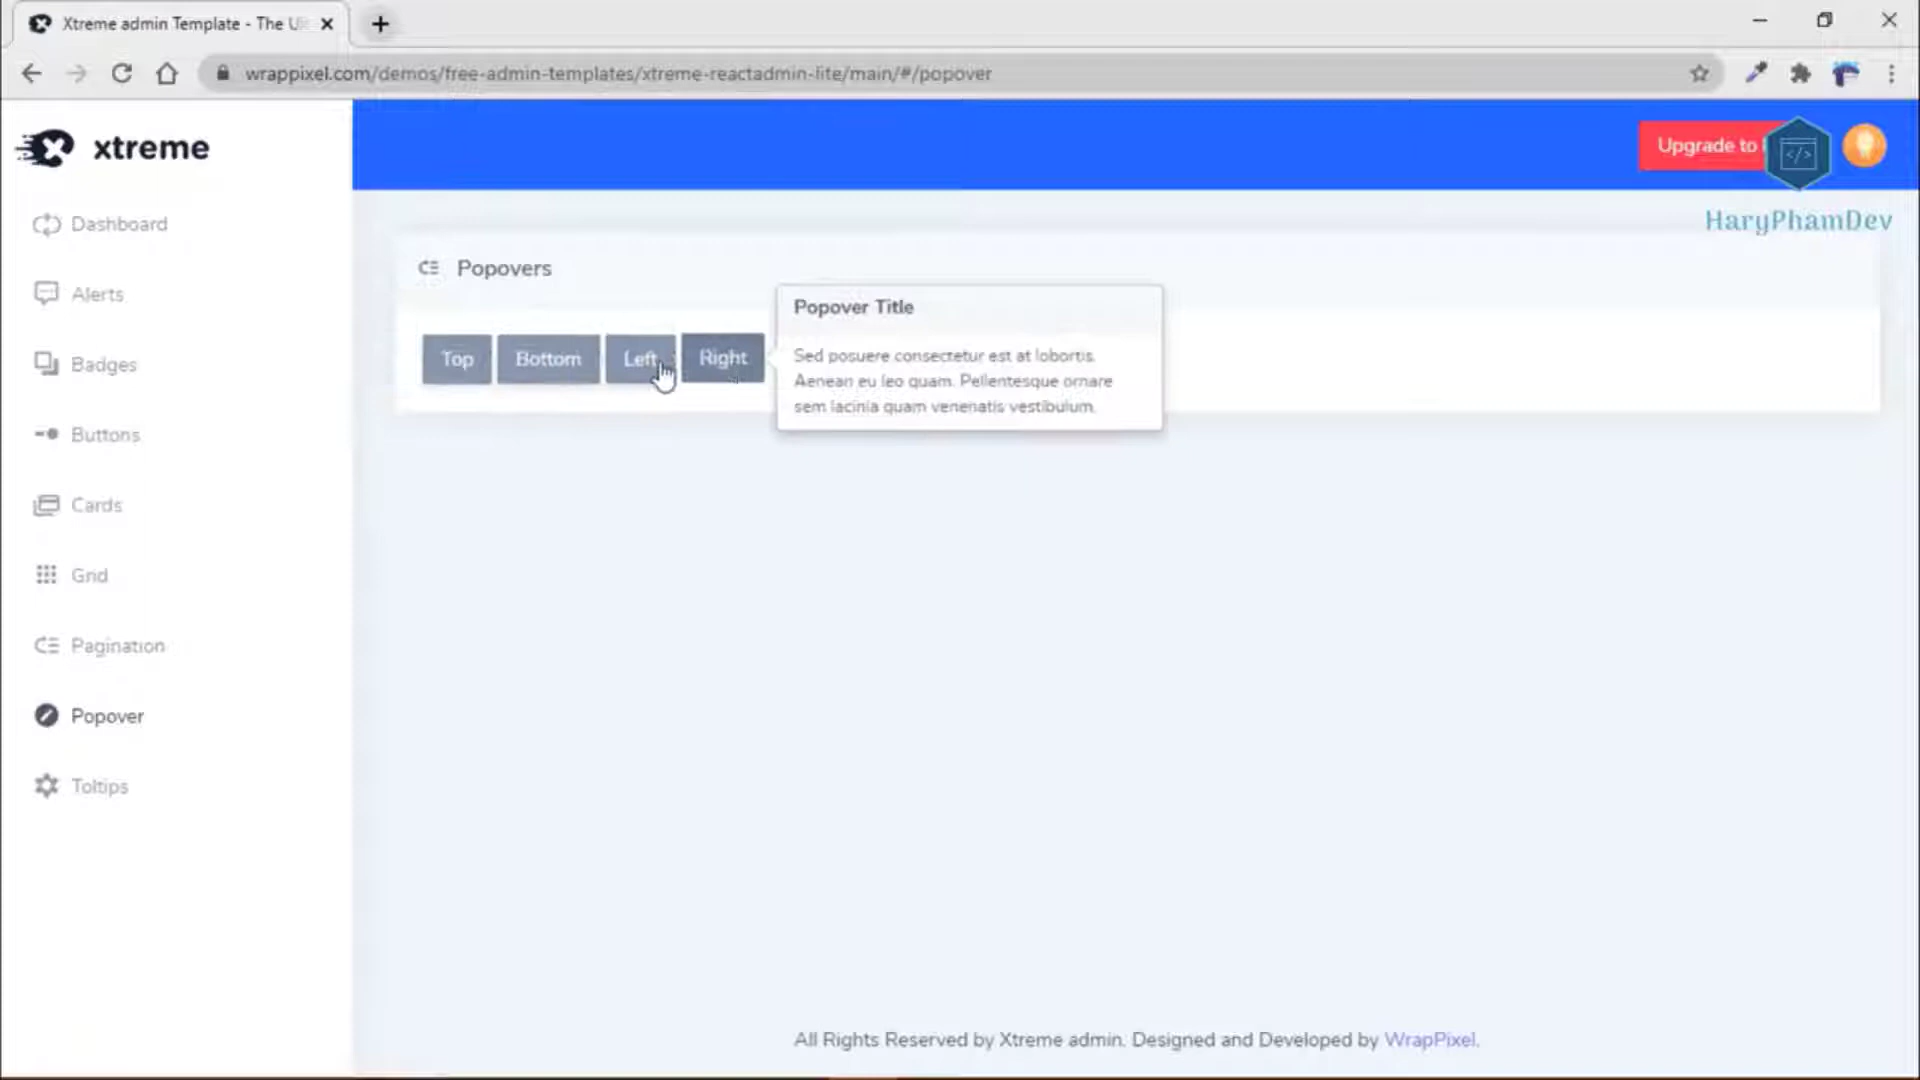 Xtreme admin Template - The Ul
wrappixel.com/demos/free-admin-templates/xtreme-reactadmin-lite/main/#/popover
xtreme
Upgrade to
HaryPhamDev
Dashboard
Alerts
Badges
Buttons
Cards
Grid
Pagination
Popover
Toltips
Popovers
Top
Bottom
Left
Right
Popover Title
Sed posuere consectetur est at lobortis.
Aenean eu leo quam. Pellentesque ornare
sem lacinia quam venenatis vestibulum.
All Rights Reserved by Xtreme admin. Designed and Developed by WrapPixel.